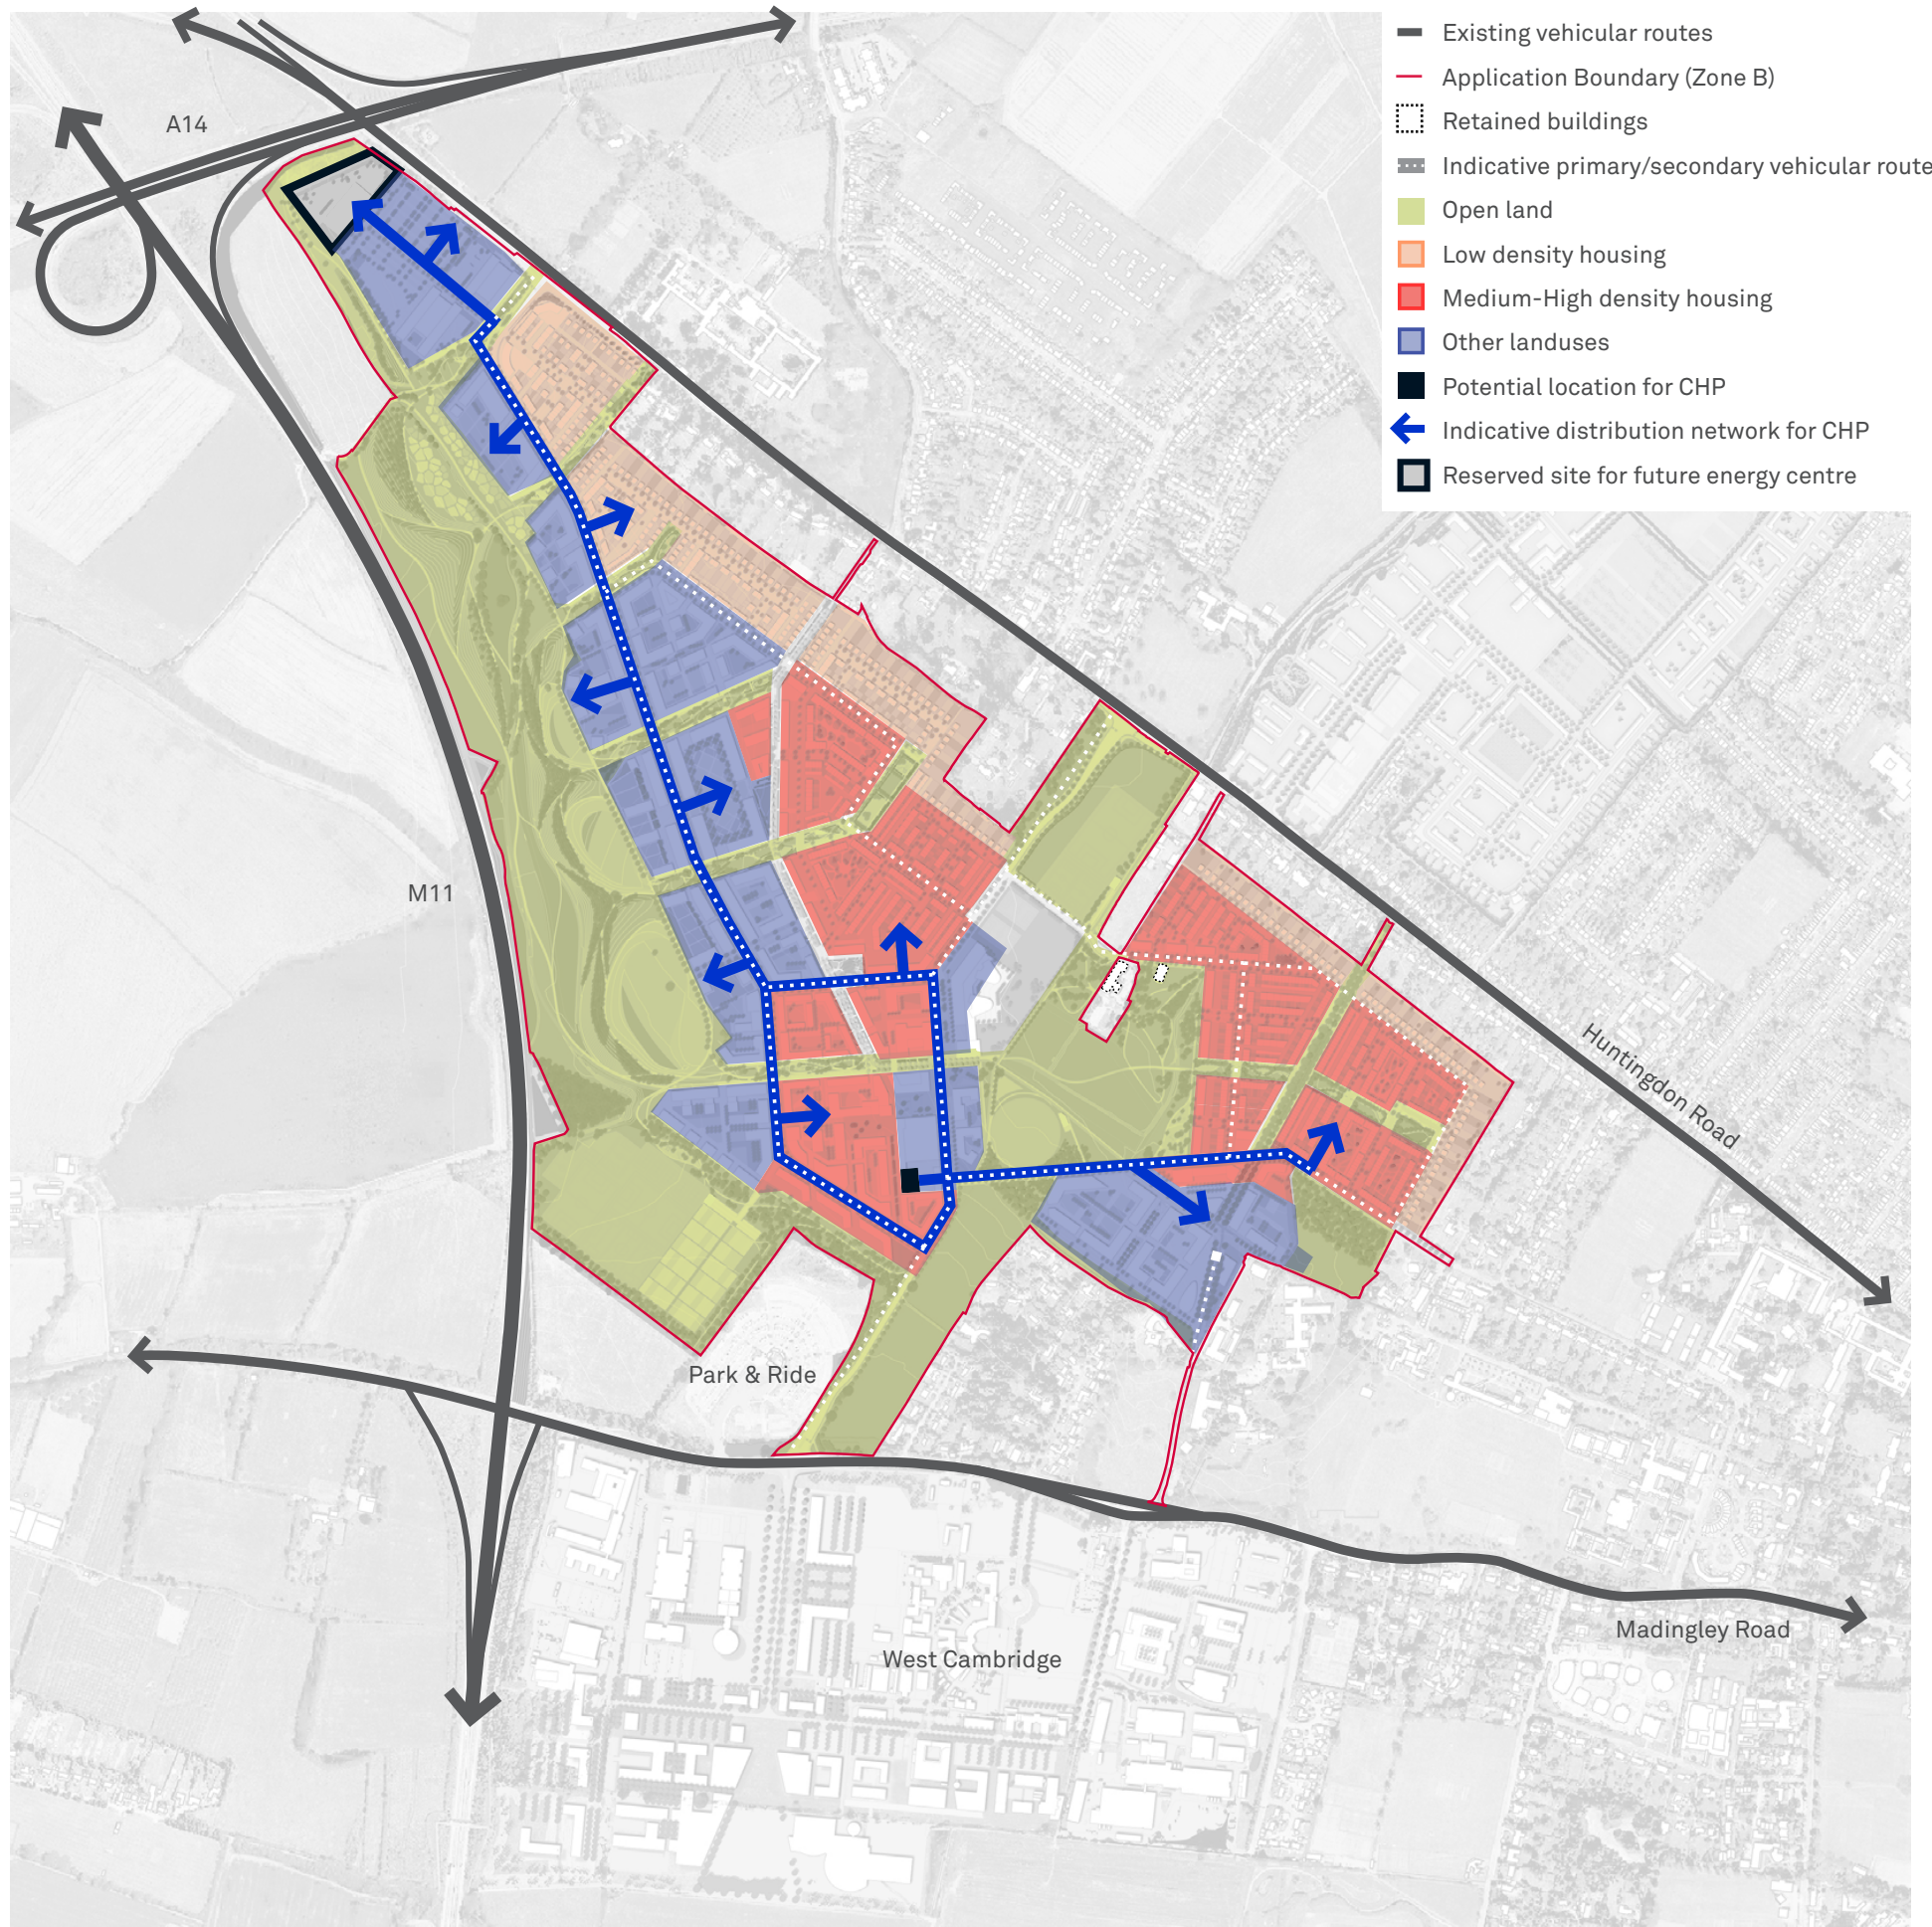 Existing vehicular routes
Application Boundary (Zone B)
Retained buildings
Indicative primary/secondary vehicular route
Open land
Low density housing
Medium-High density housing
Other landuses
Potential location for CHP
Indicative distribution network for CHP
Reserved site for future energy centre
A14
M11
Huntingdon Road
Park & Ride
Madingley Road
West Cambridge